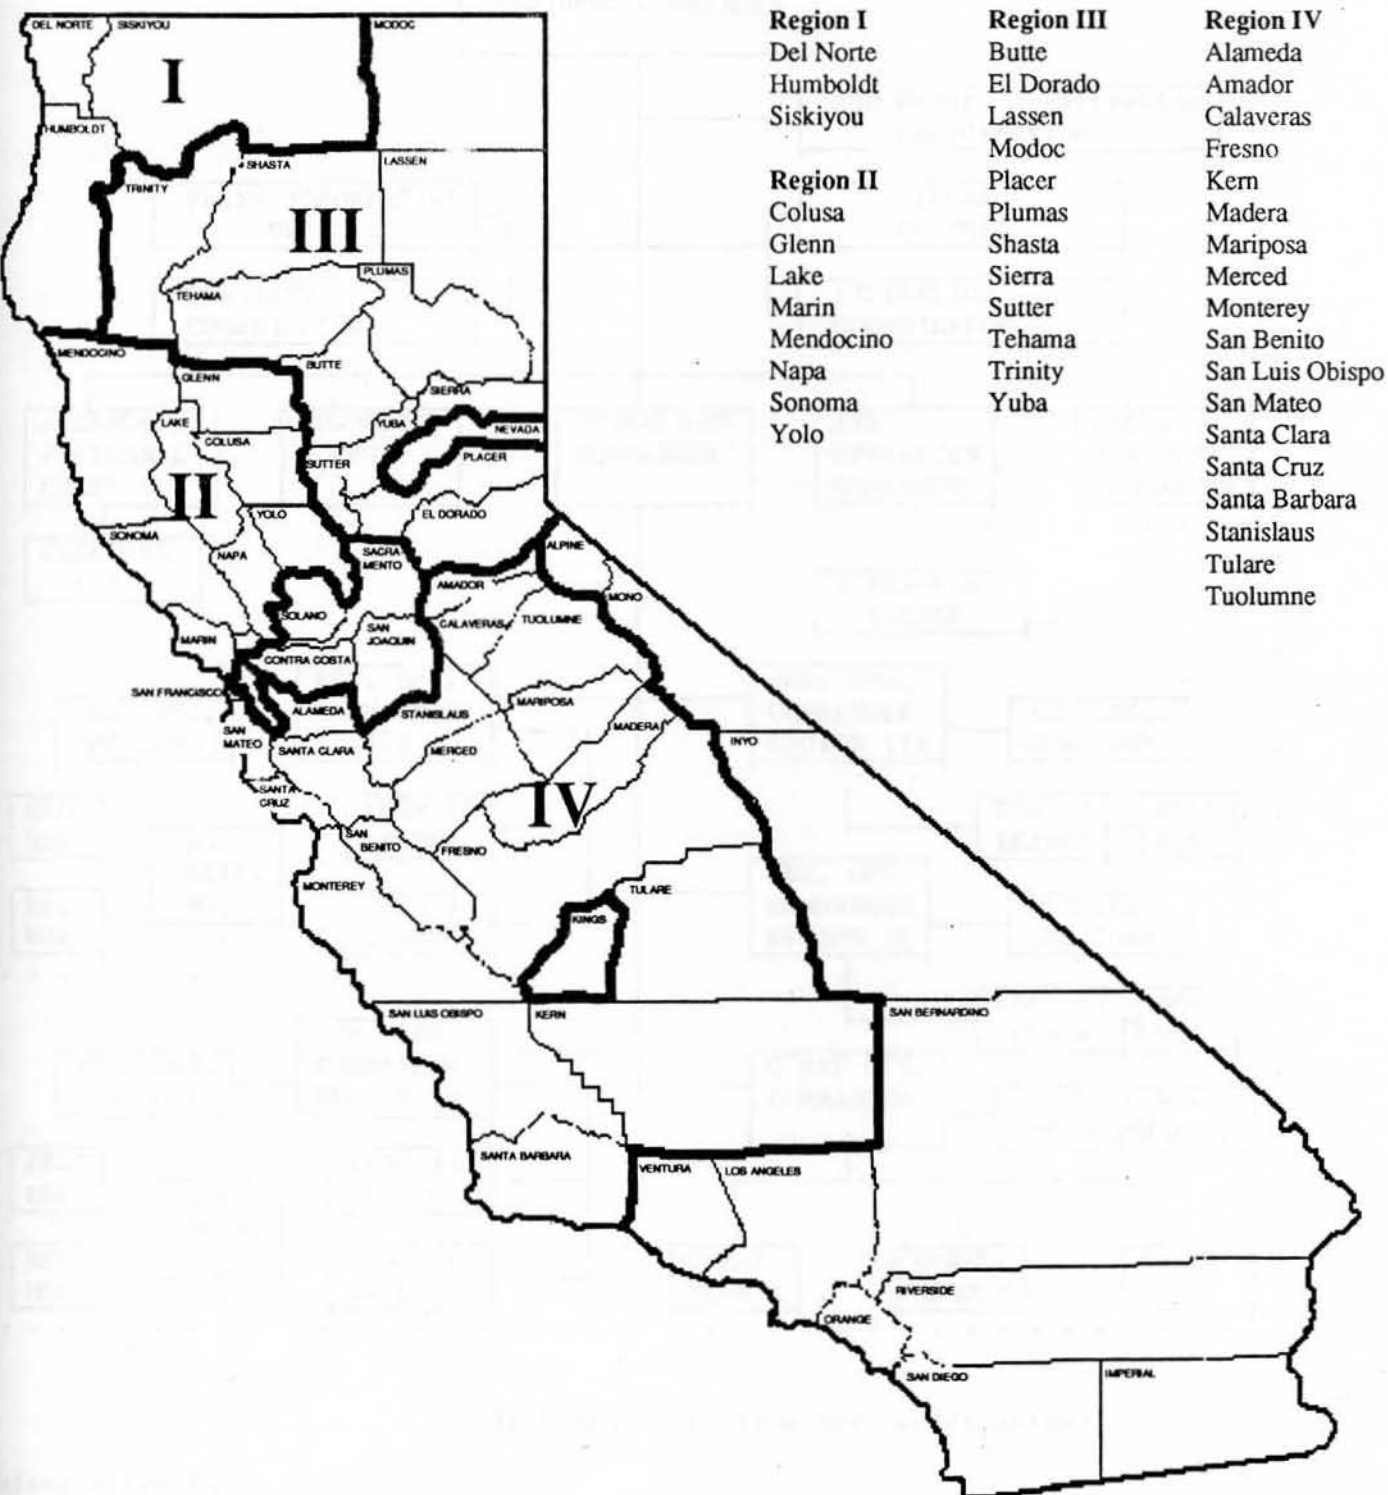 Region I
Del Norte
Humboldt
Siskiyou
Region II
Colusa
Glenn
Lake
Marin
Mendocino
Napa
Sonoma
Yolo
Region III
Butte
El Dorado
Lassen
Modoc
Placer
Plumas
Shasta
Sierra
Sutter
Tehama
Trinity
Yuba
Region IV
Alameda
Amador
Calaveras
Fresno
Kern
Madera
Mariposa
Merced
Monterey
San Benito
San Luis Obispo
San Mateo
Santa Clara
Santa Cruz
Santa Barbara
Stanislaus
Tulare
Tuolumne
DEL NORTE
SISKIYOU
MODOC
I
HUMBOLDT
SHASTA
LASSEN
TRINITY
III
PLUMAS
TEHAMA
MENDOCINO
GLENN
BUTTE
SIERRA
LAKE
YUBA
NEVADA
COLUSA
SUTTER
PLACER
II
YOLO
EL DORADO
SONOMA
NAPA
SACRA-
MENTO
ALPINE
AMADOR
MONO
SOLANO
CALAVERAS
TUOLUMNE
MARIN
SAN
JOAQUIN
CONTRA COSTA
SAN FRANCISCO
ALAMEDA
STANISLAUS
MARIPOSA
SAN
MATEO
SANTA CLARA
MERCED
MADERA
INYO
SANTA
CRUZ
IV
SAN
BENITO
FRESNO
MONTEREY
TULARE
KINGS
SAN LUIS OBISPO
KERN
SAN BERNARDINO
SANTA BARBARA
VENTURA
LOS ANGELES
RIVERSIDE
ORANGE
SAN DIEGO
IMPERIAL